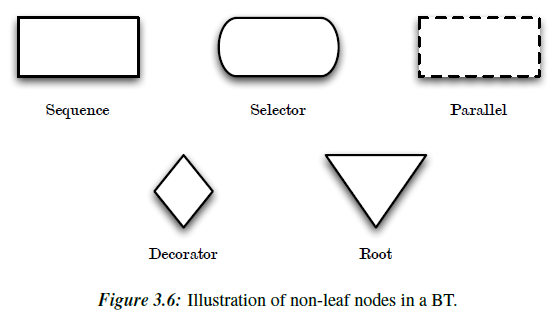 Sequence Selector Parallel
Decorator Root
Figure 3.6: Illustration of non-leaf nodes in a BT.